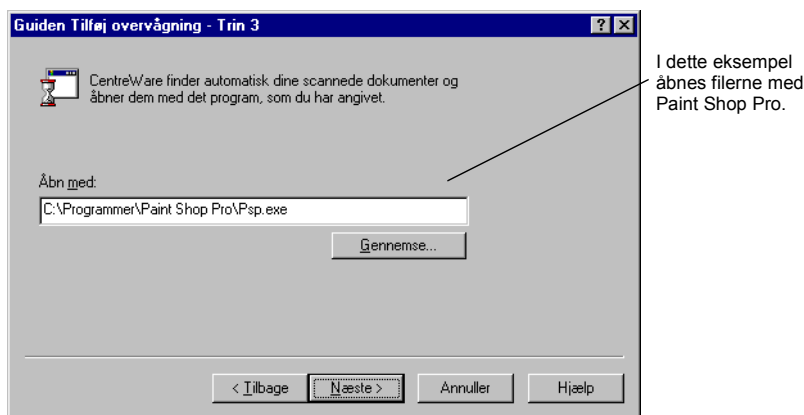 Guiden Tilføj overvågning - Trin 3
CentreWare finder automatisk dine scannede dokumenter og
åbner dem med det program, som du har angivet.
Åbn med:
C:\Programmer\Paint Shop Pro\Psp.exe
Gennemse...
< Tilbage
Næste >
Annuller
Hjælp
I dette eksempel
åbnes filerne med
Paint Shop Pro.